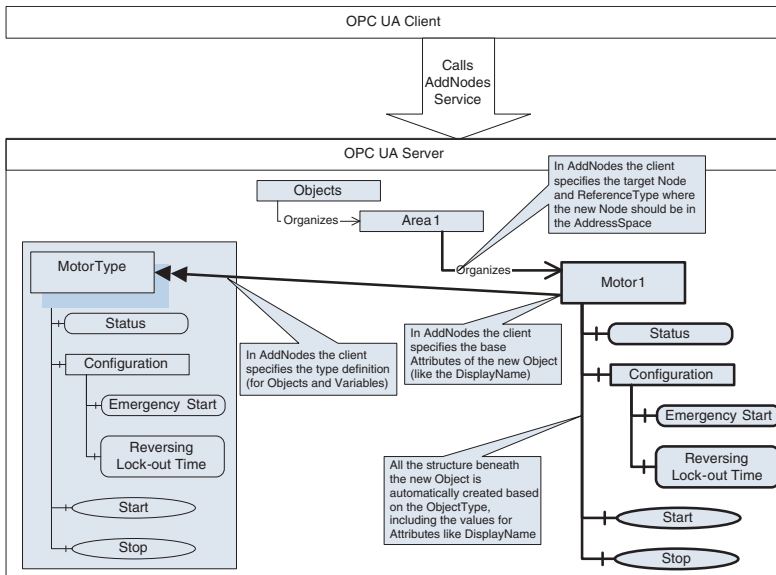 OPC UA Client
Calls
AddNodes
Service
OPC UA Server
In AddNodes the client
specifies the target Node
and ReferenceType where
the new Node should be in
the AddressSpace
Objects
Organizes
Area1
Organizes
MotorType
Motor1
Status
Configuration
Emergency Start
Reversing
Lock-out Time
Start
Stop
In AddNodes the client
specifies the type definition
(for Objects and Variables)
In AddNodes the client
specifies the base
Attributes of the new Object
(like the DisplayName)
All the structure beneath
the new Object is
automatically created based
on the ObjectType,
including the values for
Attributes like DisplayName
Status
Configuration
Emergency Start
Reversing
Lock-out Time
Start
Stop